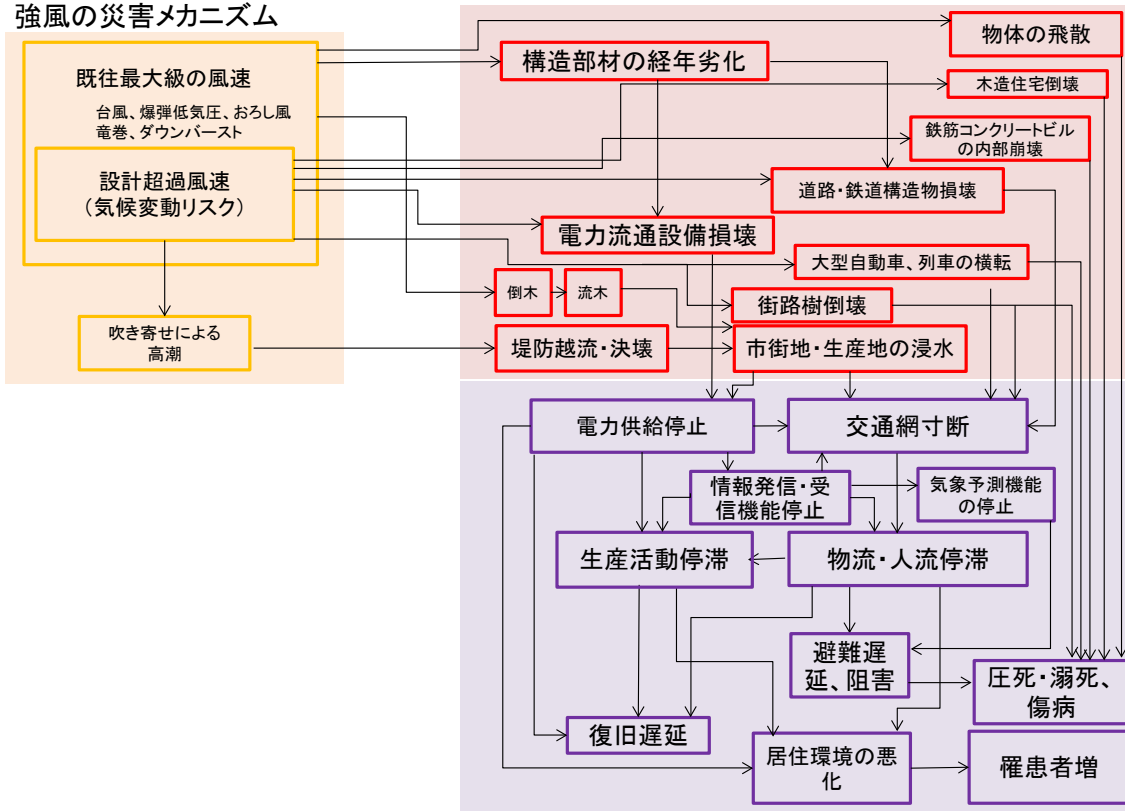 強風の災害メカニズム
既往最大級の風速
台風、爆弾低気圧、おろし風
竜巻、ダウンバースト
設計超過風速
(気候変動リスク)
吹き寄せによる
高潮
物体の飛散
構造部材の経年劣化
木造住宅倒壊
鉄筋コンクリートビル
の内部崩壊
道路・鉄道構造物損壊
電力流通設備損壊
大型自動車、列車の横転
倒木
流木
街路樹倒壊
堤防越流・決壊
市街地・生産地の浸水
電力供給停止
交通網寸断
情報発信・受
信機能停止
気象予測機能
の停止
生産活動停滞
物流・人流停滞
避難遅
延、阻害
圧死・溺死、
傷病
復旧遅延
居住環境の悪
化
罹患者増